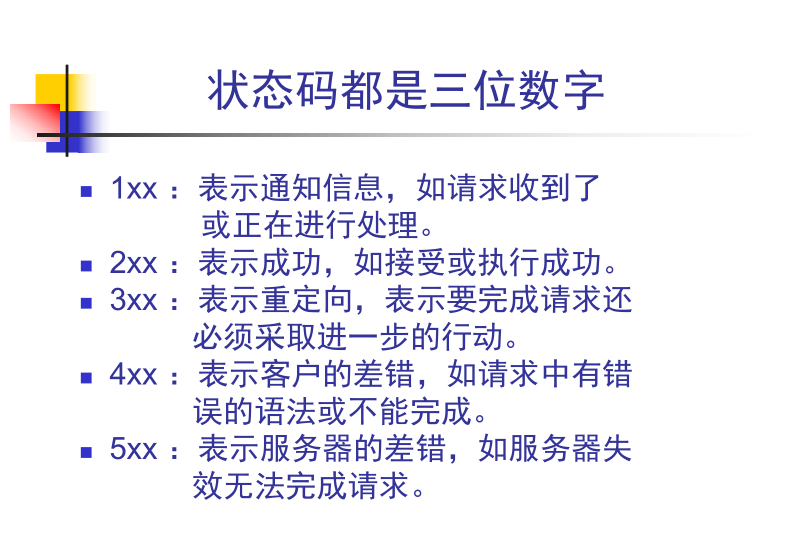 状态码都是三位数字
1xx ：表示通知信息，如请求收到了
或正在进行处理。
2xx ：表示成功，如接受或执行成功。
3xx ：表示重定向，表示要完成请求还
必须采取进一步的行动。
4xx ：表示客户的差错，如请求中有错
误的语法或不能完成。
5xx ：表示服务器的差错，如服务器失
效无法完成请求。